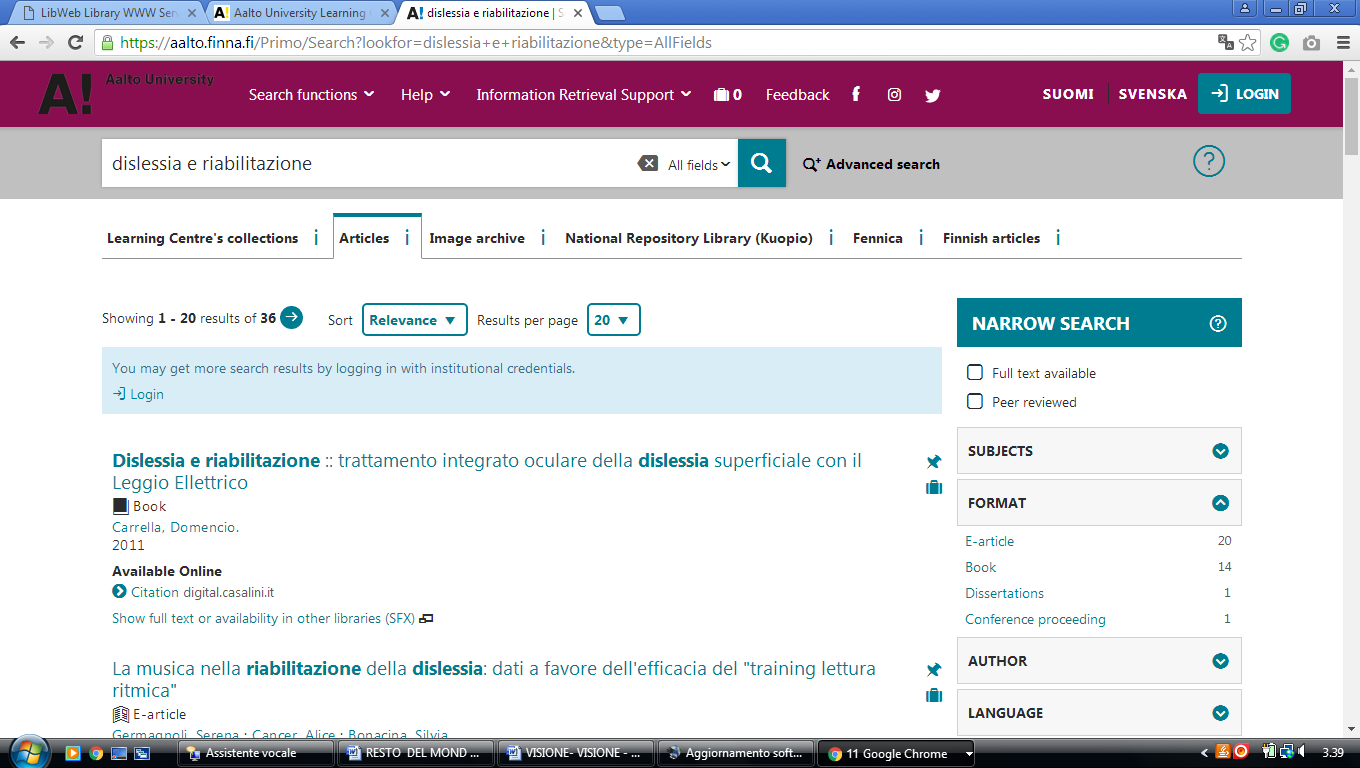 LibWeb Library WWW Ser
Aalto University Learning
dislessia e riabilitazione | S
https://aalto.finna.fi/Primo/Search?lookfor=dislessia+e+riabilitazione&type=AllFields
A!
Aalto University
Search functions
Help
Information Retrieval Support
0
Feedback
SUOMI
SVENSKA
LOGIN
dislessia e riabilitazione
All fields
Advanced search
Learning Centre's collections
Articles
Image archive
National Repository Library (Kuopio)
Fennica
Finnish articles
Showing 1 - 20 results of 36
Sort
Relevance
Results per page
20
NARROW SEARCH
You may get more search results by logging in with institutional credentials.
Login
Full text available
Peer reviewed
Dislessia e riabilitazione :: trattamento integrato oculare della dislessia superficiale con il
Leggio Ellettrico
Book
Carrella, Domencio.
2011
Available Online
Citation digital.casalini.it
Show full text or availability in other libraries (SFX)
La musica nella riabilitazione della dislessia: dati a favore dell'efficacia del "training lettura
ritmica"
E-article
Germagnoli, Serena ; Cancer, Alice ; Bonacina, Silvia
SUBJECTS
FORMAT
E-article 20
Book 14
Dissertations 1
Conference proceeding 1
AUTHOR
LANGUAGE
Assistente vocale
RESTO DEL MOND ...
VISIONE- VISIONE - ...
Aggiornamento soft...
11 Google Chrome
3.39